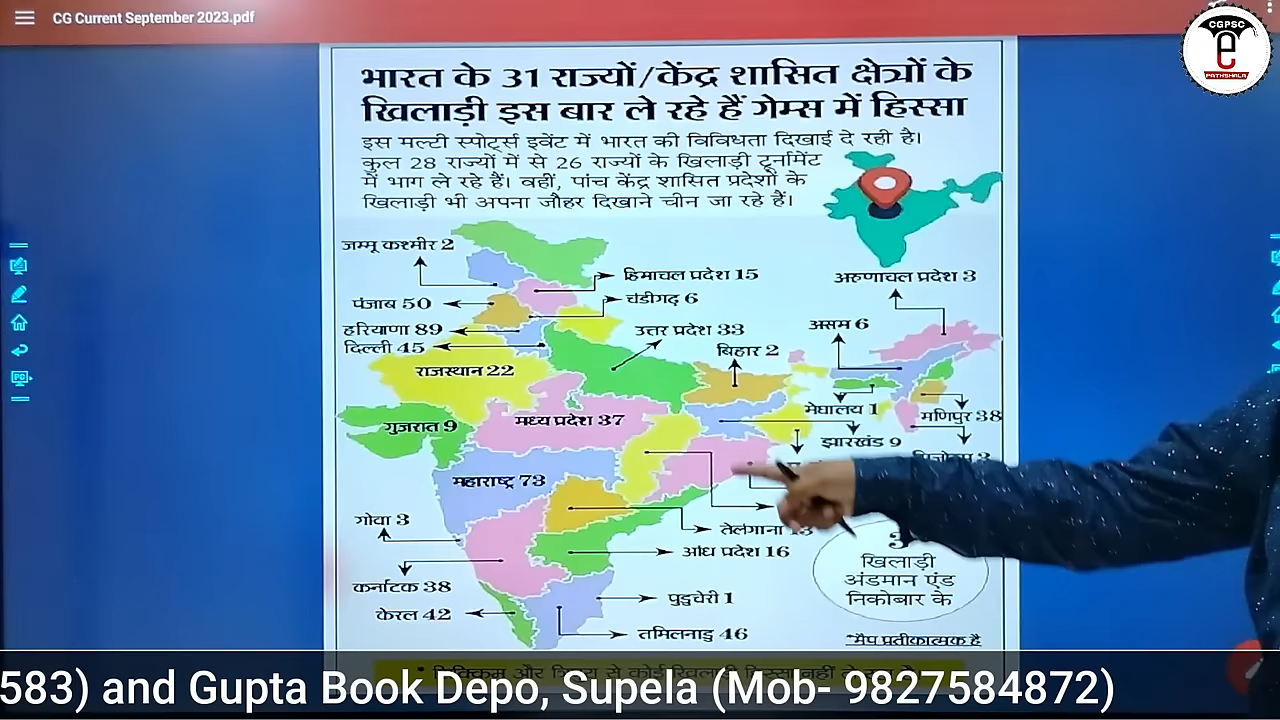 CG Current September 2023.pdf
CGPSC
e
PATHSHALA
भारत के 31 राज्यों/केंद्र शासित क्षेत्रों के
खिलाड़ी इस बार ले रहे हैं गेम्स में हिस्सा
इस मल्टी स्पोर्ट्स इवेंट में भारत की विविधता दिखाई दे रही है।
कुल 28 राज्यों में से 26 राज्यों के खिलाड़ी टूर्नामेंट
में भाग ले रहे हैं। वहीं, पांच केंद्र शासित प्रदेशों के
खिलाड़ी भी अपना जौहर दिखाने चीन जा रहे हैं।
जम्मू कश्मीर 2
हिमाचल प्रदेश 15
अरुणाचल प्रदेश 3
पंजाब 50
चंडीगढ़ 6
हरियाणा 89
उत्तर प्रदेश 33
असम 6
दिल्ली 45
बिहार 2
राजस्थान 22
मेघालय 1
मणिपुर 38
गुजरात 9
मध्य प्रदेश 37
झारखंड 9
महाराष्ट्र 73
गोवा 3
तेलंगाना 13
आंध्र प्रदेश 16
3
खिलाड़ी
अंडमान एंड
निकोबार के
कर्नाटक 38
केरल 42
पुडुचेरी 1
तमिलनाडु 46
*मैप प्रतीकात्मक है
583) and Gupta Book Depo, Supela (Mob- 9827584872)